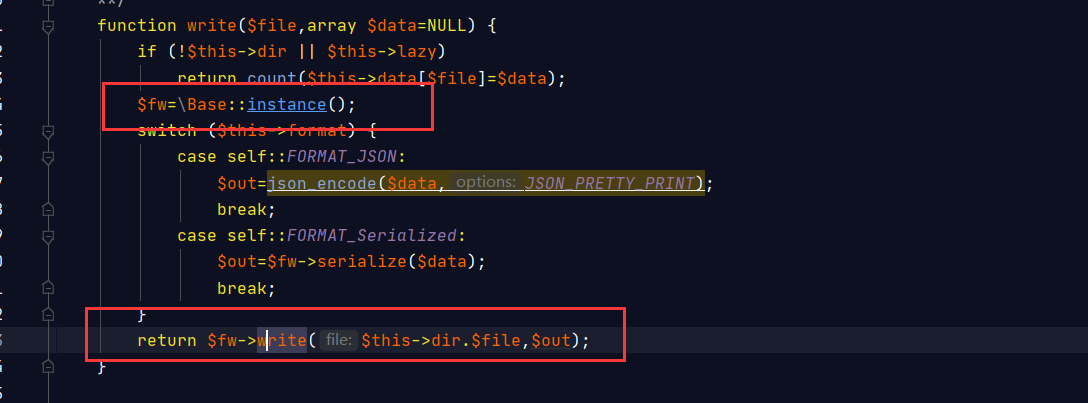 **/
function write($file,array $data=NULL) {
if (!$this->dir || $this->lazy)
return count($this->data[$file]=$data);
$fw=\Base::instance();
switch ($this->format) {
case self::FORMAT_JSON:
$out=json_encode($data, options: JSON_PRETTY_PRINT);
break;
case self::FORMAT_Serialized:
$out=$fw->serialize($data);
break;
}
return $fw->write( file: $this->dir.$file,$out);
}